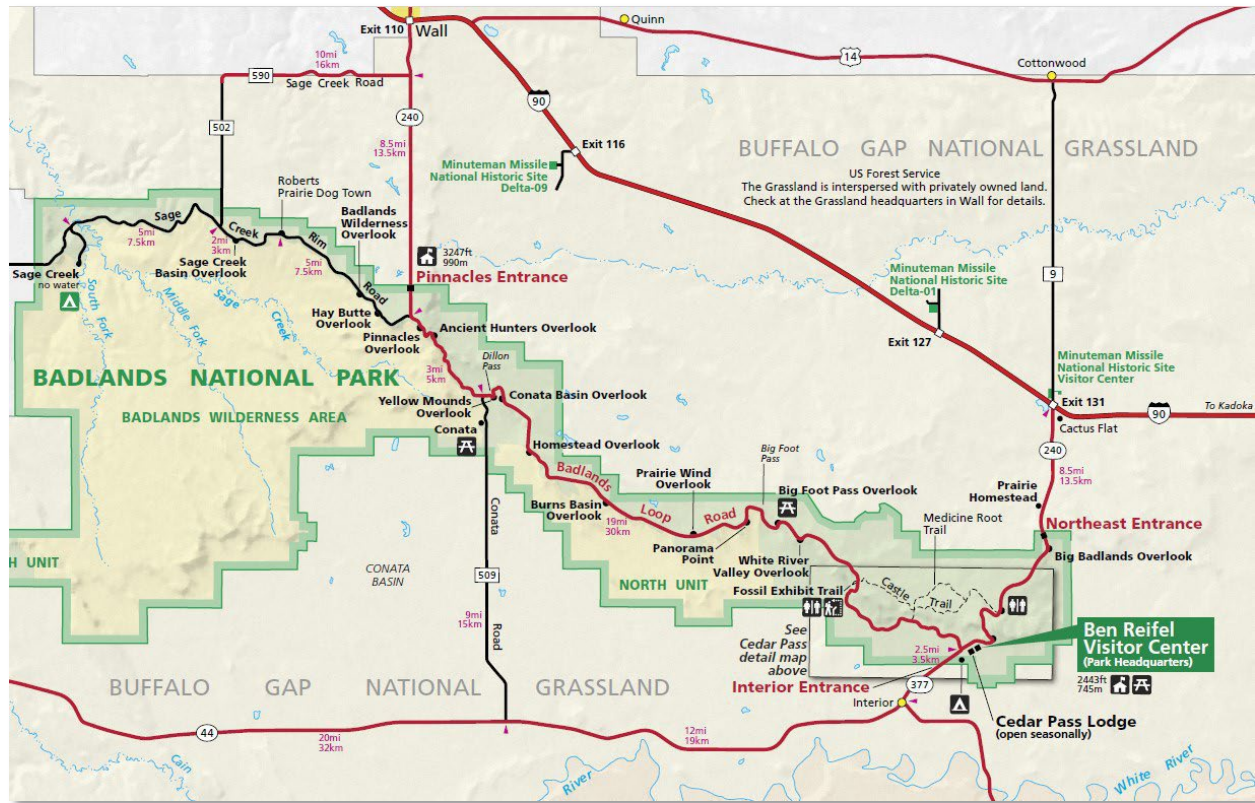 Exit 110
Wall
Quinn
14
Cottonwood
10mi
16km
590
Sage Creek Road
240
90
502
8.5mi
13.5km
Exit 116
Minuteman Missile
National Historic Site
Delta-09
BUFFALO GAP NATIONAL GRASSLAND
US Forest Service
The Grassland is interspersed with privately owned land.
Check at the Grassland headquarters in Wall for details.
Roberts
Prairie Dog Town
Badlands
Wilderness
Overlook
Sage Creek Rim Road
5mi
7.5km
2mi
3km
5mi
7.5km
3247ft
990m
Pinnacles Entrance
Sage Creek
no water
Sage Creek
Basin Overlook
South Fork
Middle Fork
Sage Creek
9
Minuteman Missile
National Historic Site
Delta-01
Hay Butte
Overlook
Pinnacles
Overlook
Ancient Hunters Overlook
Exit 127
Dillon
Pass
3mi
5km
Minuteman Missile
National Historic Site
Visitor Center
BADLANDS NATIONAL PARK
BADLANDS WILDERNESS AREA
Yellow Mounds
Overlook
Conata Basin Overlook
Exit 131
90
To Kadoka
Cactus Flat
Conata
Homestead Overlook
240
8.5mi
13.5km
Big Foot
Pass
Prairie Wind
Overlook
Badlands Loop Road
Big Foot Pass Overlook
Prairie
Homestead
Burns Basin
Overlook
19mi
30km
Medicine Root
Trail
Northeast Entrance
Panorama
Point
White River
Valley Overlook
Big Badlands Overlook
H UNIT
CONATA
BASIN
509
Conata Road
NORTH UNIT
Fossil Exhibit Trail
Castle Trail
9mi
15km
See
Cedar Pass
detail map
above
2.5mi
3.5km
Ben Reifel
Visitor Center
(Park Headquarters)
2443ft
745m
BUFFALO GAP NATIONAL GRASSLAND
Interior Entrance
377
Interior
Cedar Pass Lodge
(open seasonally)
44
20mi
32km
12mi
19km
Cain
River
White River